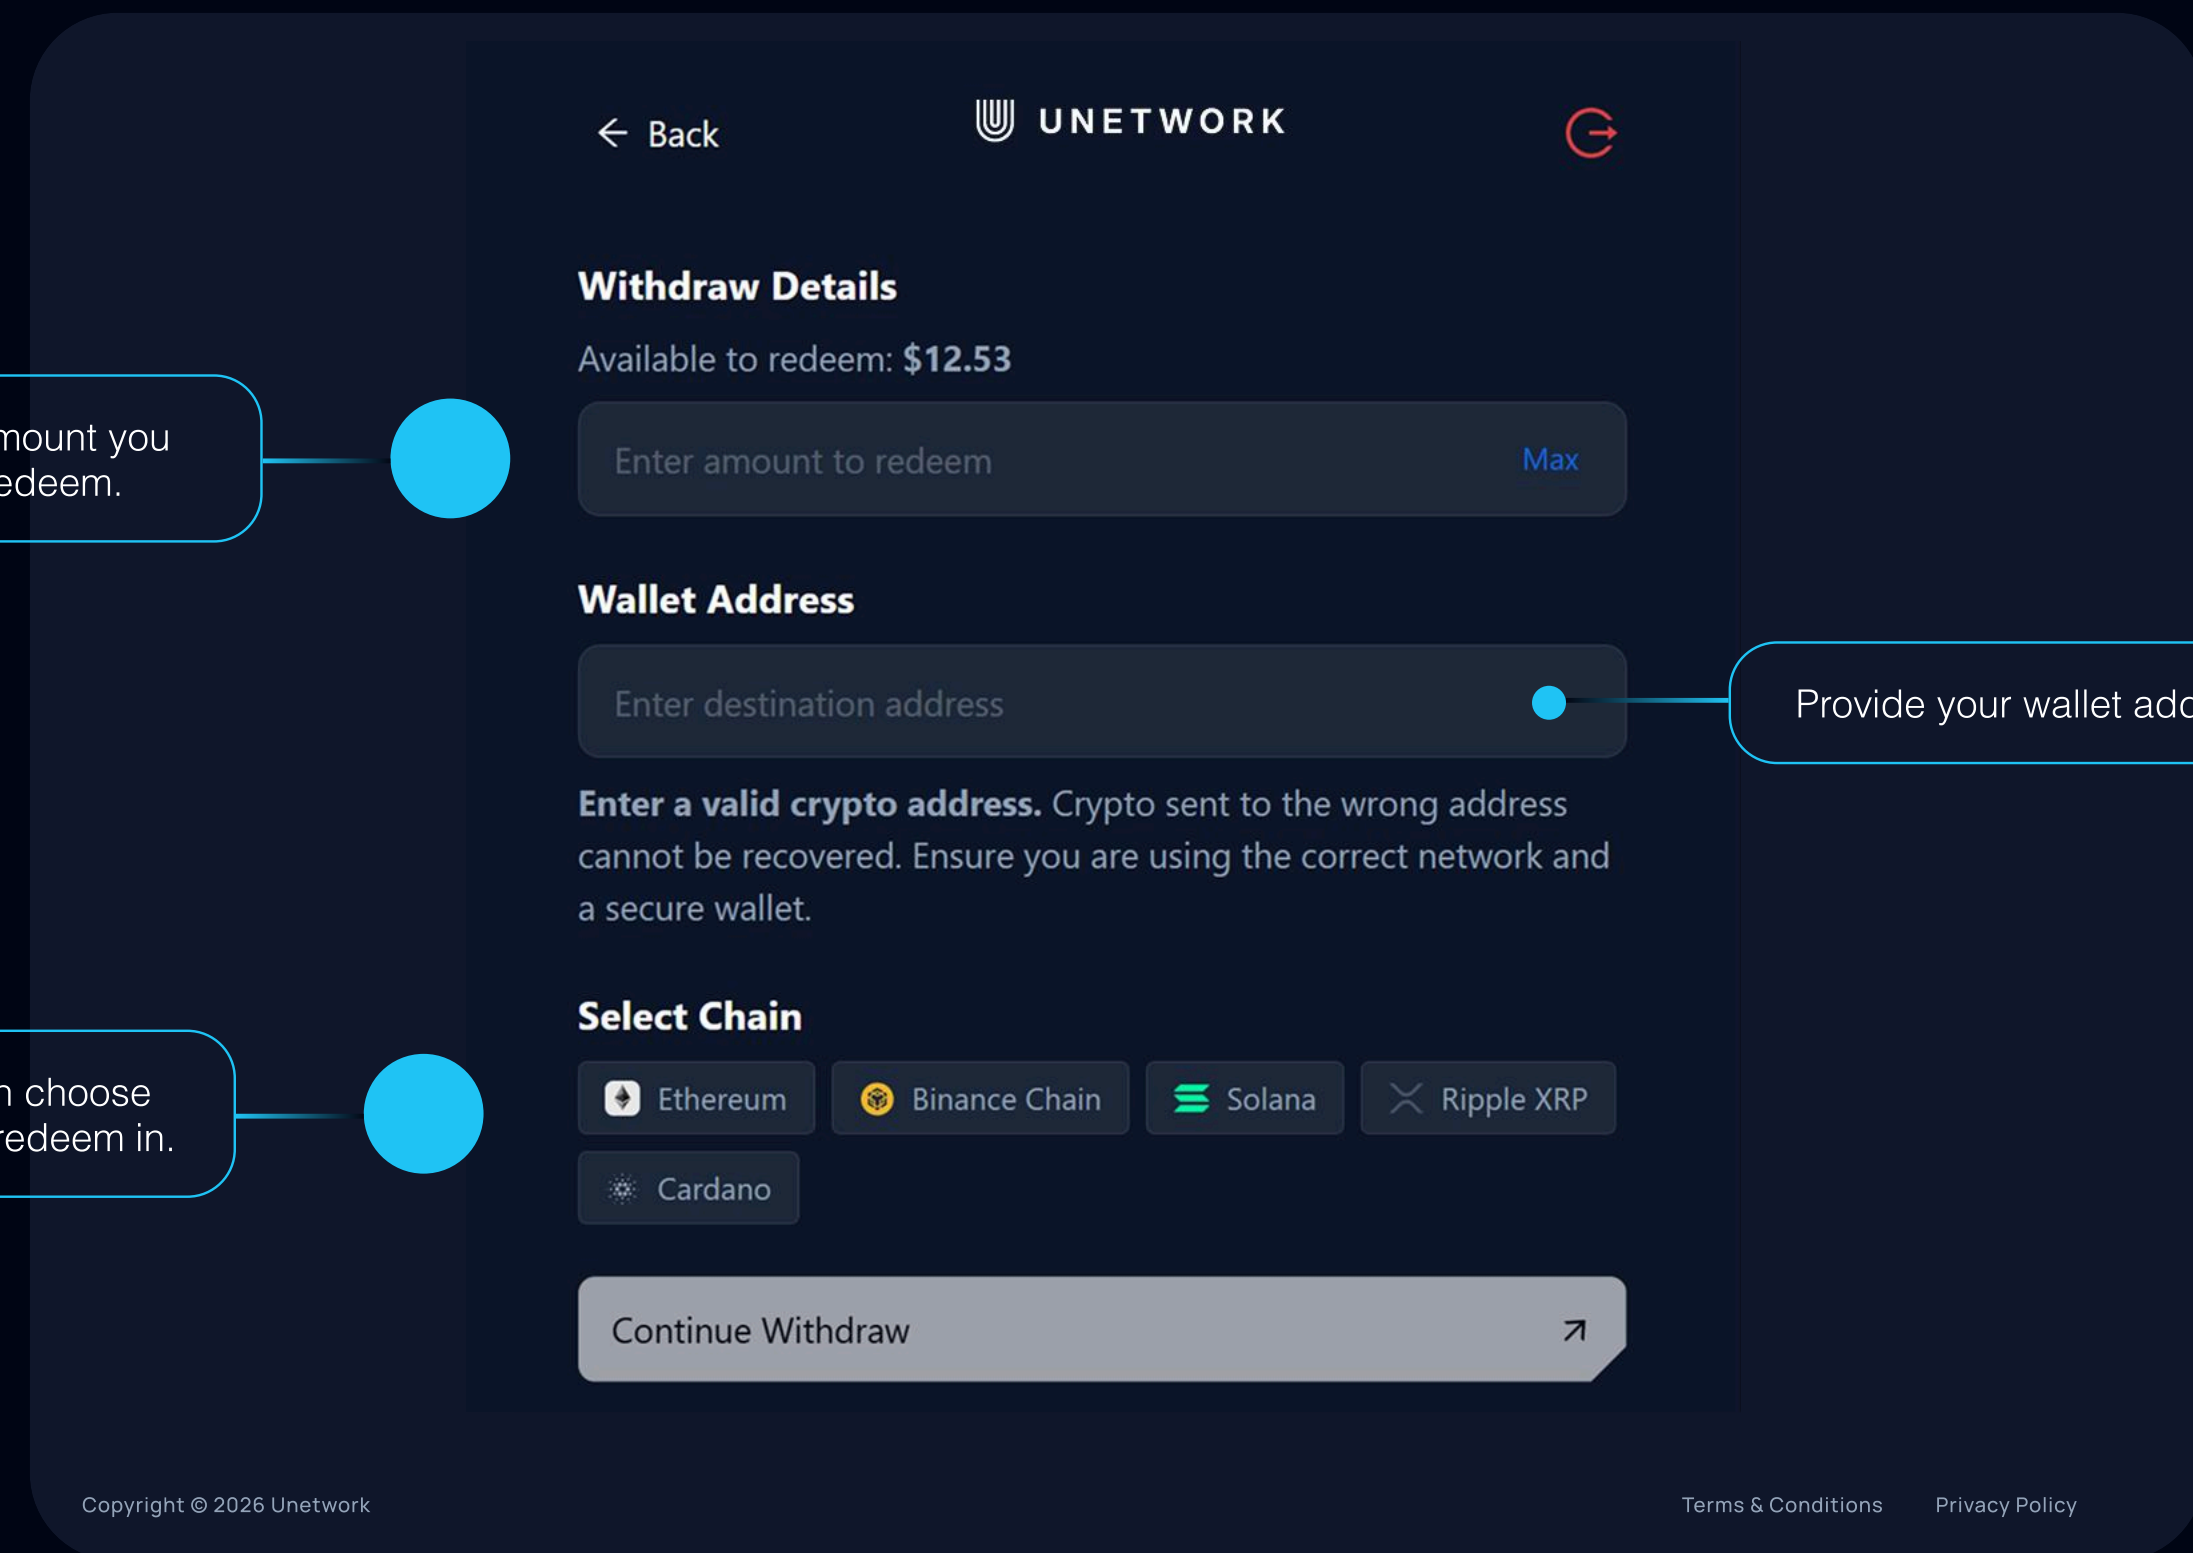 Back
UNETWORK
Withdraw Details
Available to redeem: $12.53
mount you
edeem.
Enter amount to redeem
Max
Wallet Address
Enter destination address
Provide your wallet add
Enter a valid crypto address. Crypto sent to the wrong address
cannot be recovered. Ensure you are using the correct network and
a secure wallet.
Select Chain
n choose
redeem in.
Ethereum
Binance Chain
Solana
Ripple XRP
Cardano
Continue Withdraw
Copyright © 2026 Unetwork
Terms & Conditions
Privacy Policy